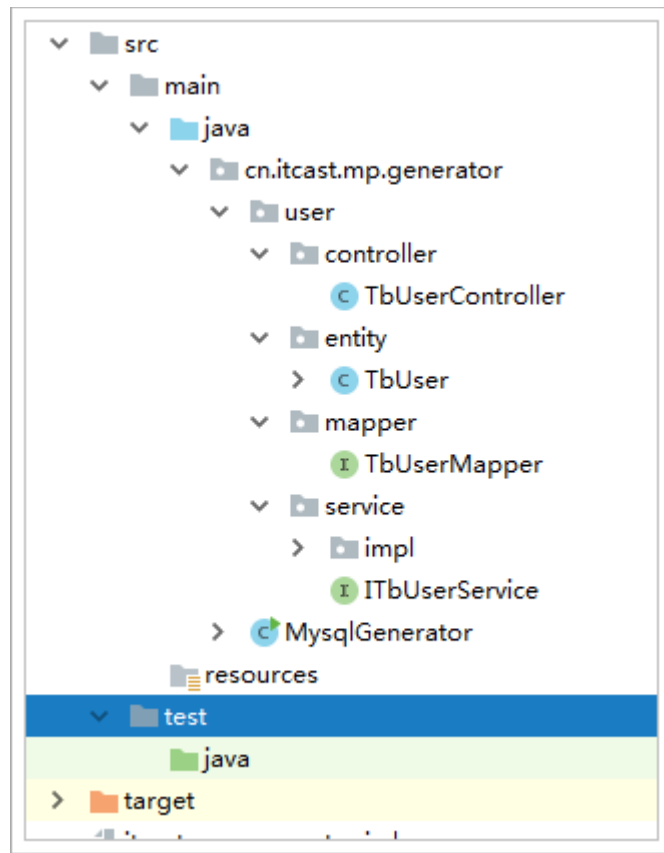 src
main
java
cn.itcast.mp.generator
user
controller
C TbUserController
entity
C TbUser
mapper
I TbUserMapper
service
impl
I ITbUserService
C MysqlGenerator
resources
test
java
target